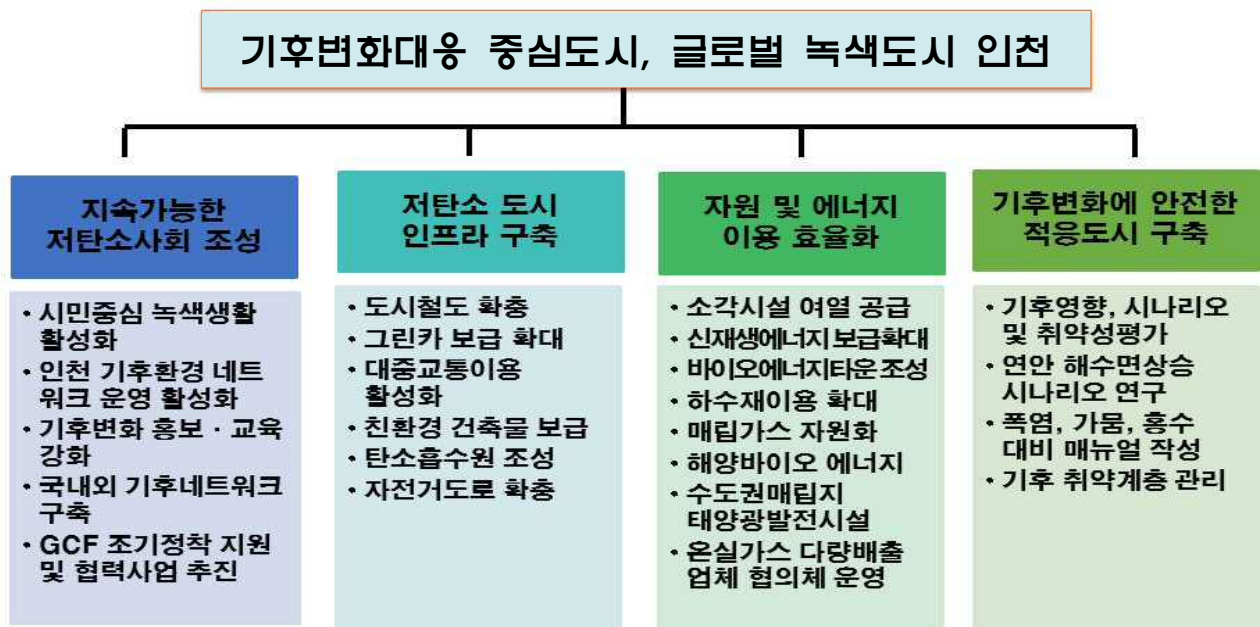 기후변화대응 중심도시, 글로벌 녹색도시 인천
지속가능한
저탄소사회 조성
• 시민중심 녹색생활
활성화
• 인천 기후환경 네트
워크 운영 활성화
• 기후변화 홍보 · 교육
강화
• 국내외 기후네트워크
구축
• GCF 조기정착 지원
및 협력사업 추진
저탄소 도시
인프라 구축
• 도시철도 확충
• 그린카 보급 확대
• 대중교통이용
활성화
• 친환경 건축물 보급
• 탄소흡수원 조성
• 자전거도로 확충
자원 및 에너지
이용 효율화
• 소각시설 여열 공급
• 신재생에너지 보급확대
• 바이오에너지타운 조성
• 하수재이용 확대
• 매립가스 자원화
• 해양바이오 에너지
• 수도권매립지
태양광발전시설
• 온실가스 다량배출
업체 협의체 운영
기후변화에 안전한
적응도시 구축
• 기후영향, 시나리오
및 취약성평가
• 연안 해수면상승
시나리오 연구
• 폭염, 가뭄, 홍수
대비 매뉴얼 작성
• 기후 취약계층 관리